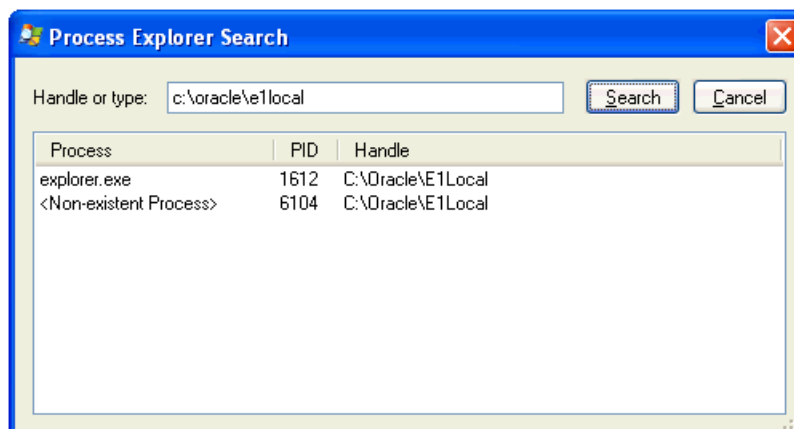 Process Explorer Search
Handle or type: c:\oracle\e1local Search Cancel
Process PID Handle
explorer.exe 1612 C:\Oracle\E1Local
<Non-existent Process> 6104 C:\Oracle\E1Local